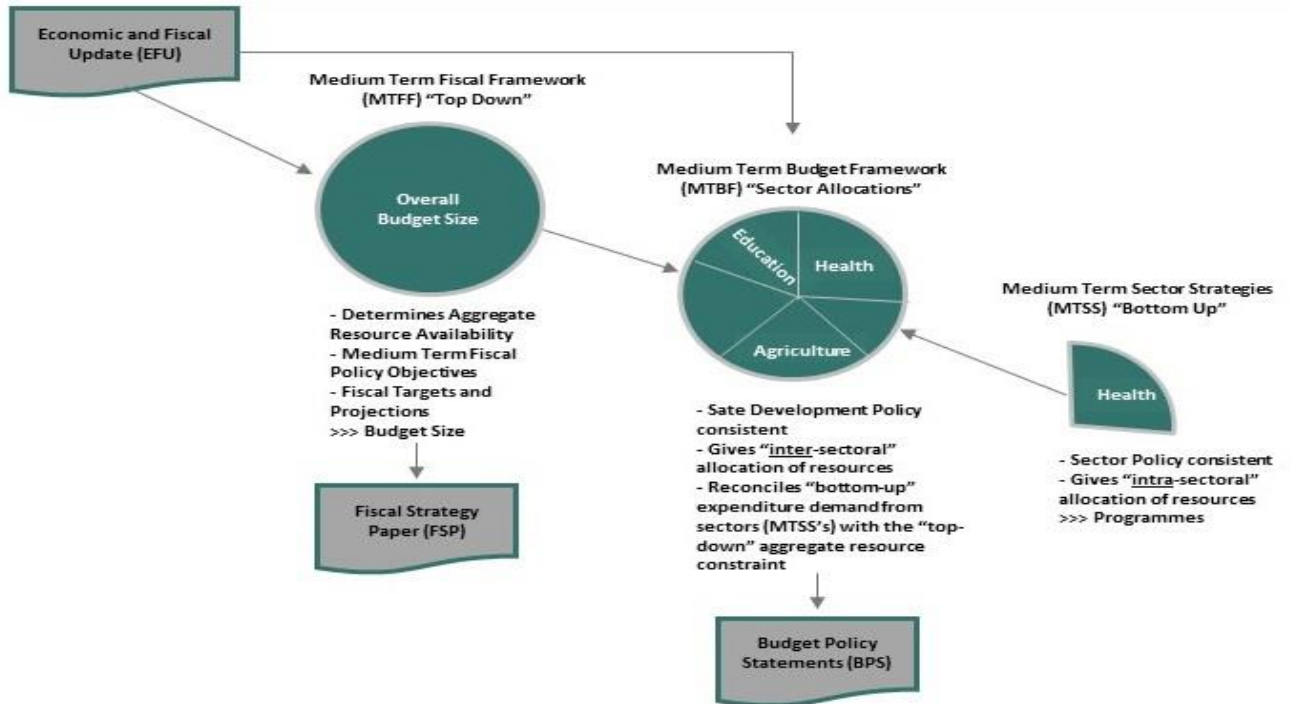 Economic and Fiscal
Update (EFU)
Medium Term Fiscal Framework
(MTFF) “Top Down”
Overall
Budget Size
- Determines Aggregate
Resource Availability
- Medium Term Fiscal
Policy Objectives
- Fiscal Targets and
Projections
>>> Budget Size
Fiscal Strategy
Paper (FSP)
Medium Term Budget Framework
(MTBF) “Sector Allocations”
Education
Health
Agriculture
- Sate Development Policy
consistent
- Gives “inter-sectoral”
allocation of resources
- Reconciles “bottom-up”
expenditure demand from
sectors (MTSS's) with the “top-
down” aggregate resource
constraint
Budget Policy
Statements (BPS)
Medium Term Sector Strategies
(MTSS) “Bottom Up”
Health
- Sector Policy consistent
- Gives “intra-sectoral”
allocation of resources
>>> Programmes